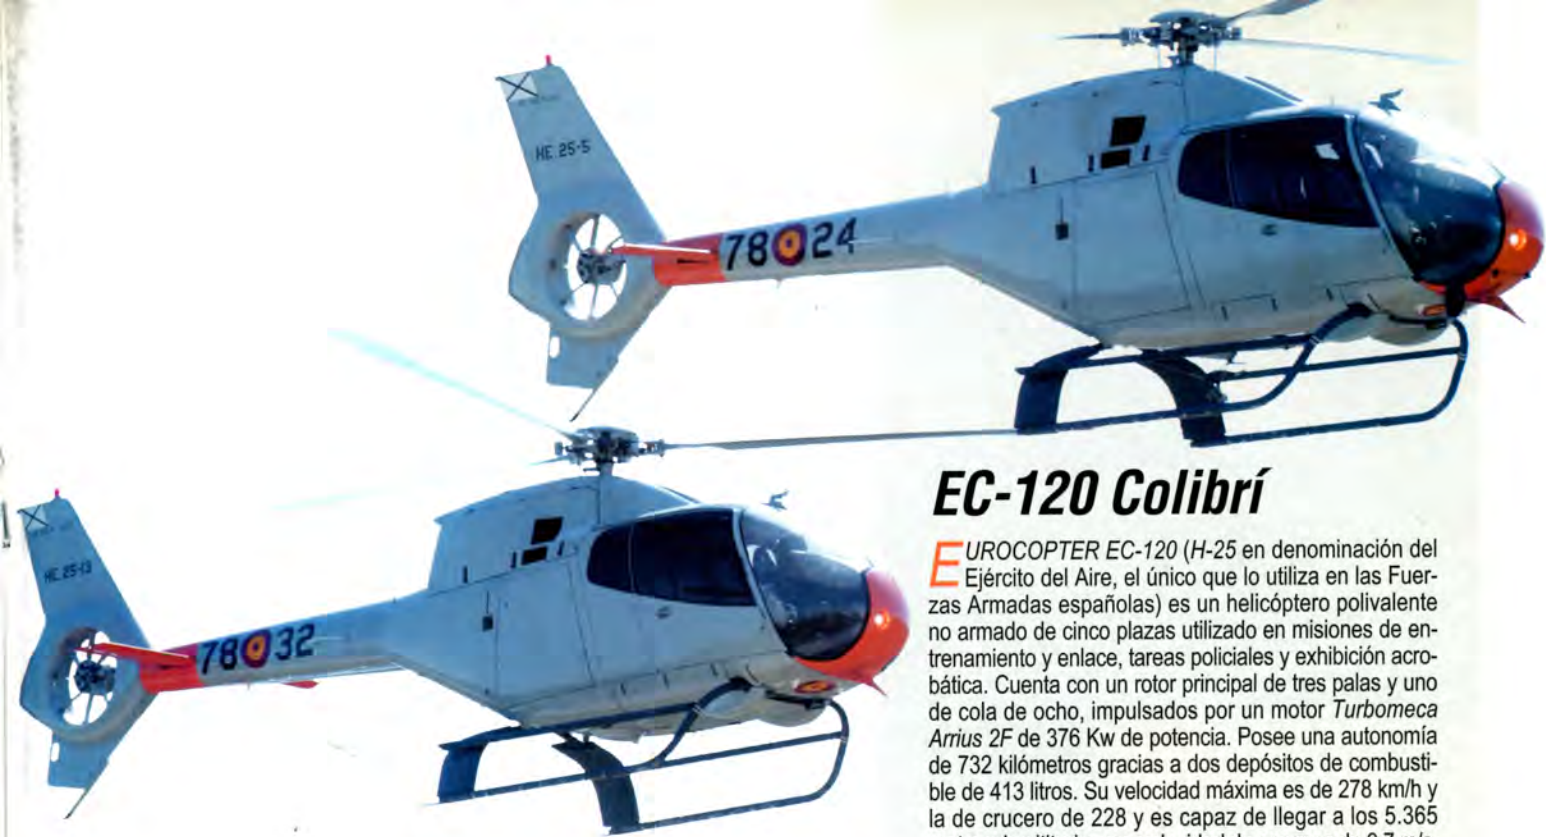 HE.25-5
78 24
HE.25-13
78 32
EC-120 Colibrí
EUROCOPTER EC-120 (H-25 en denominación del
Ejército del Aire, el único que lo utiliza en las Fuer-
zas Armadas españolas) es un helicóptero polivalente
no armado de cinco plazas utilizado en misiones de en-
trenamiento y enlace, tareas policiales y exhibición acro-
bática. Cuenta con un rotor principal de tres palas y uno
de cola de ocho, impulsados por un motor Turbomeca
Arrius 2F de 376 Kw de potencia. Posee una autonomía
de 732 kilómetros gracias a dos depósitos de combusti-
ble de 413 litros. Su velocidad máxima es de 278 km/h y
la de crucero de 228 y es capaz de llegar a los 5.365